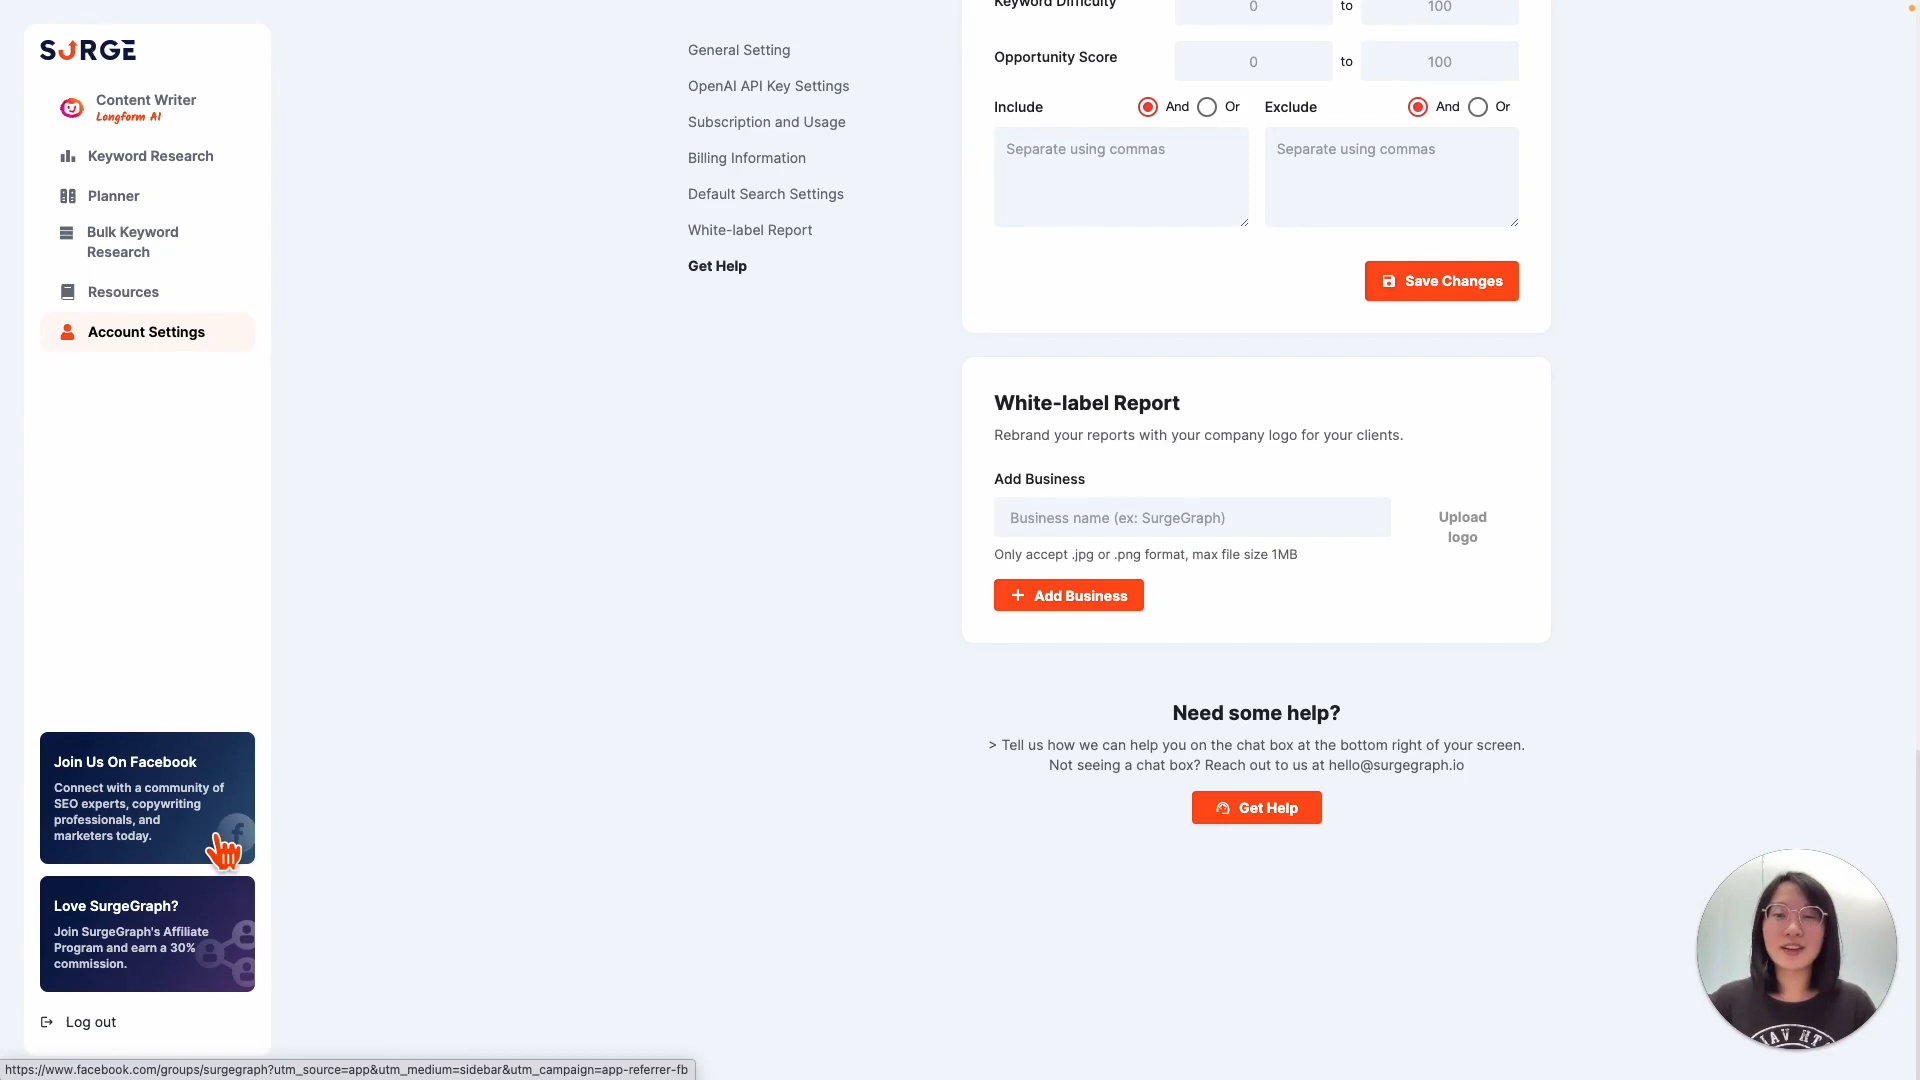 SURGE
Content Writer
Longform AI
Keyword Research
Planner
Bulk Keyword
Research
Resources
Account Settings
Join Us On Facebook
Connect with a community of
SEO experts, copywriting
professionals, and
marketers today.
Love SurgeGraph?
Join SurgeGraph's Affiliate
Program and earn a 30%
commission.
Log out
General Setting
OpenAI API Key Settings
Subscription and Usage
Billing Information
Default Search Settings
White-label Report
Get Help
Keyword Difficulty 0 to 100
Opportunity Score 0 to 100
Include And Or Exclude And Or
Separate using commas Separate using commas
Save Changes
White-label Report
Rebrand your reports with your company logo for your clients.
Add Business
Business name (ex: SurgeGraph)
Upload
logo
Only accept .jpg or .png format, max file size 1MB
Add Business
Need some help?
> Tell us how we can help you on the chat box at the bottom right of your screen.
Not seeing a chat box? Reach out to us at hello@surgegraph.io
Get Help
https://www.facebook.com/groups/surgegraph?utm_source=app&utm_medium=sidebar&utm_campaign=app-referrer-fb